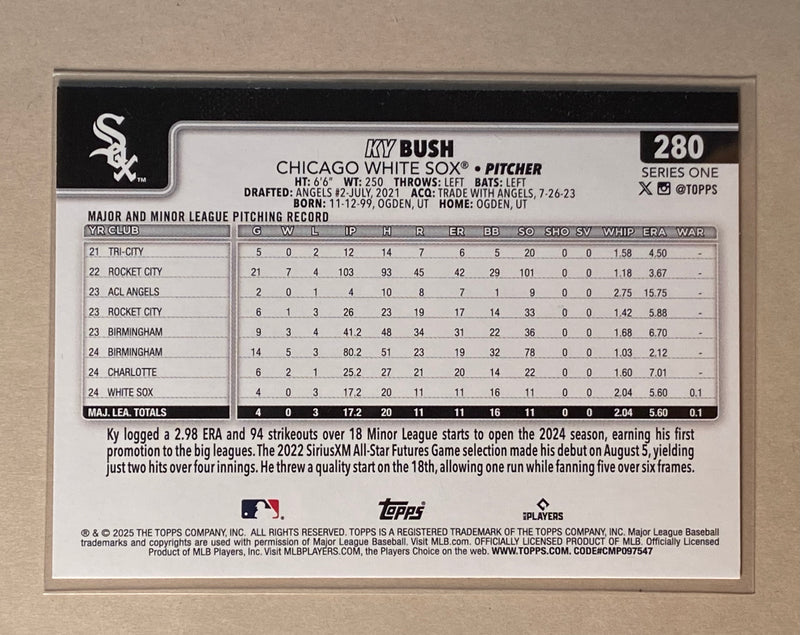 Sox™
KY BUSH
280
CHICAGO WHITE SOX® • PITCHER
SERIES ONE
HT: 6'6" WT: 250 THROWS: LEFT BATS: LEFT
X @TOPPS
DRAFTED: ANGELS #2-JULY, 2021 ACQ: TRADE WITH ANGELS, 7-26-23
BORN: 11-12-99, OGDEN, UT HOME: OGDEN, UT
MAJOR AND MINOR LEAGUE PITCHING RECORD
YR CLUB G W L IP H R ER BB SO SHO SV WHIP ERA WAR
21 TRI-CITY 5 0 2 12 14 7 6 5 20 0 0 1.58 4.50 -
22 ROCKET CITY 21 7 4 103 93 45 42 29 101 0 0 1.18 3.67 -
23 ACL ANGELS 2 0 1 4 10 8 7 1 9 0 0 2.75 15.75 -
23 ROCKET CITY 6 1 3 26 23 19 17 14 33 0 0 1.42 5.88 -
23 BIRMINGHAM 9 3 4 41.2 48 34 31 22 36 0 0 1.68 6.70 -
24 BIRMINGHAM 14 5 3 80.2 51 23 19 32 78 0 0 1.03 2.12 -
24 CHARLOTTE 6 2 1 25.2 27 21 20 14 22 0 0 1.60 7.01 -
24 WHITE SOX 4 0 3 17.2 20 11 11 16 11 0 0 2.04 5.60 0.1
MAJ. LEA. TOTALS 4 0 3 17.2 20 11 11 16 11 0 0 2.04 5.60 0.1
Ky logged a 2.98 ERA and 94 strikeouts over 18 Minor League starts to open the 2024 season, earning his first
promotion to the big leagues. The 2022 SiriusXM All-Star Futures Game selection made his debut on August 5, yielding
just two hits over four innings. He threw a quality start on the 18th, allowing one run while fanning five over six frames.
Topps®
PLAYERS
® & © 2025 THE TOPPS COMPANY, INC. ALL RIGHTS RESERVED. TOPPS IS A REGISTERED TRADEMARK OF THE TOPPS COMPANY, INC. Major League Baseball
trademarks and copyrights are used with permission of Major League Baseball. Visit MLB.com. OFFICIALLY LICENSED PRODUCT OF MLB. Officially Licensed
Product of MLB Players, Inc. Visit MLBPLAYERS.COM, the Players Choice on the web. WWW.TOPPS.COM. CODE#CMP097547